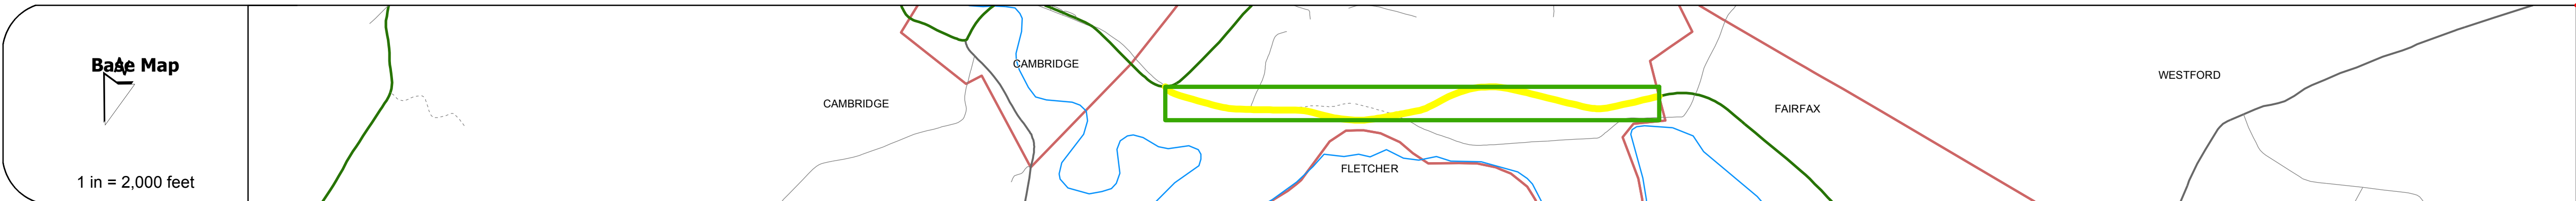 Base Map
N
1 in = 2,000 feet
CAMBRIDGE
CAMBRIDGE
FLETCHER
FAIRFAX
WESTFORD